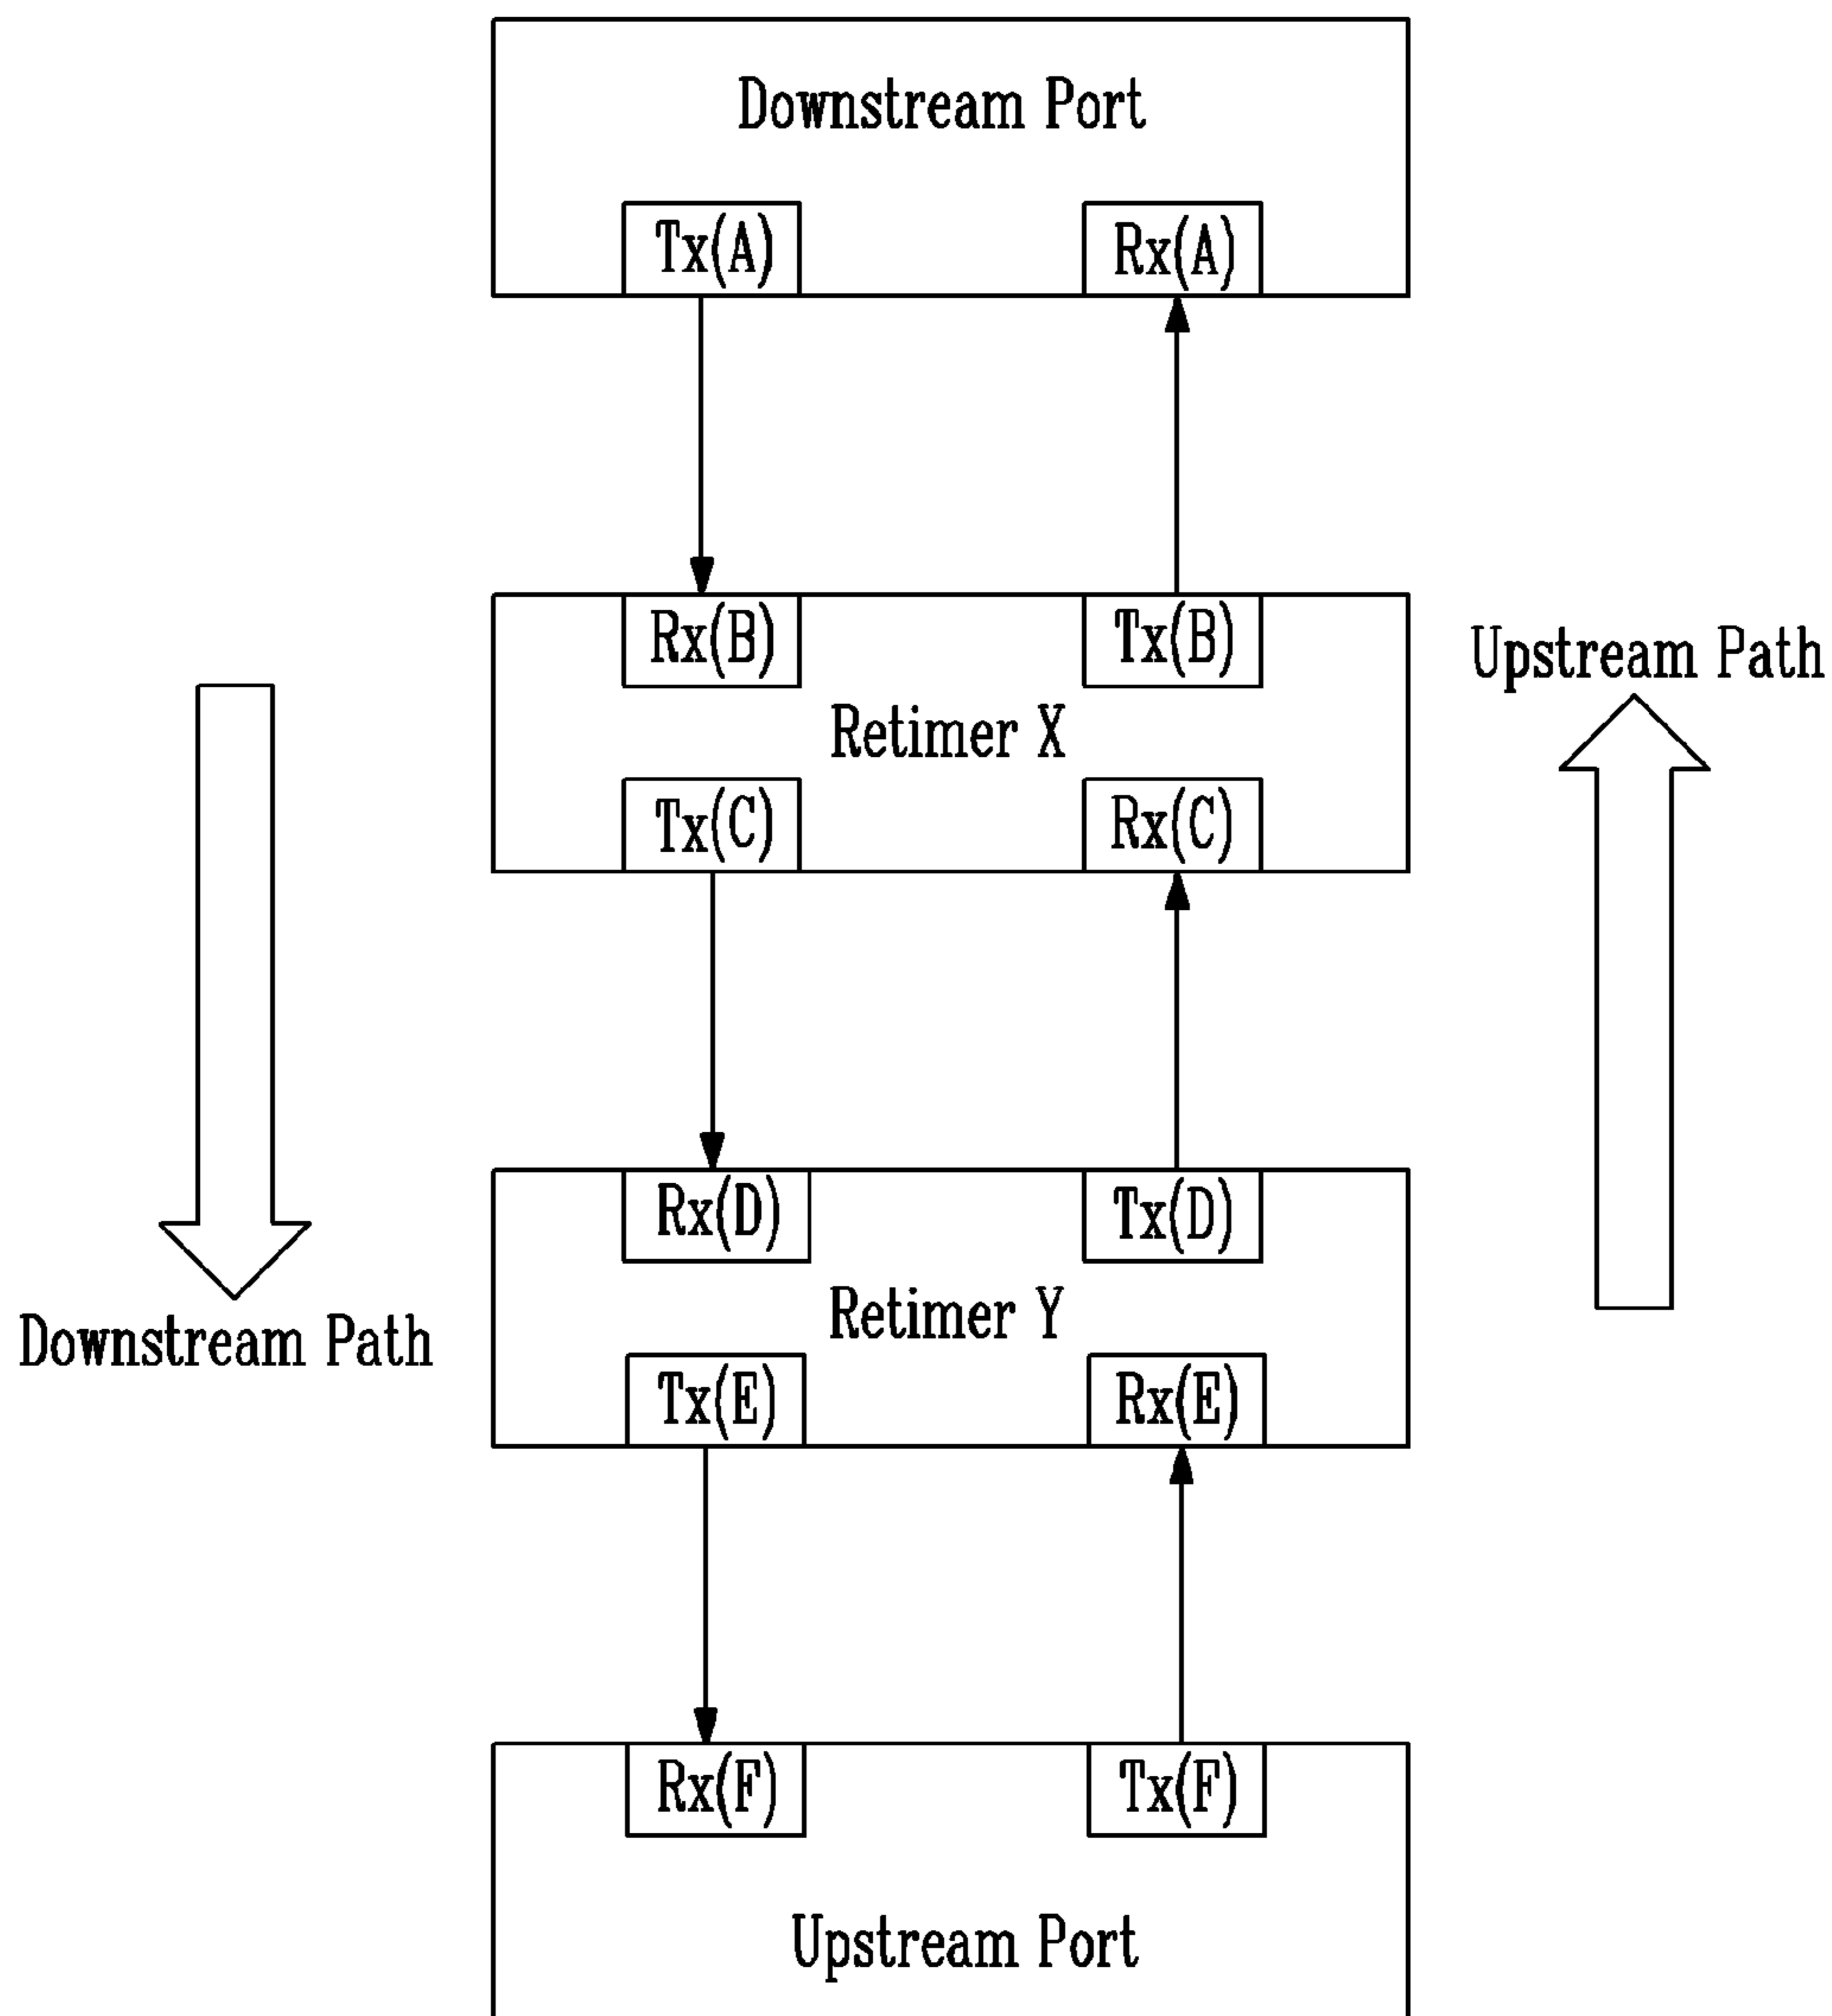 Downstream Port
Tx(A) Rx(A)
Rx(B) Tx(B)
Upstream Path
Retimer X
Tx(C) Rx(C)
Rx(D) Tx(D)
Retimer Y
Downstream Path
Tx(E) Rx(E)
Rx(F) Tx(F)
Upstream Port